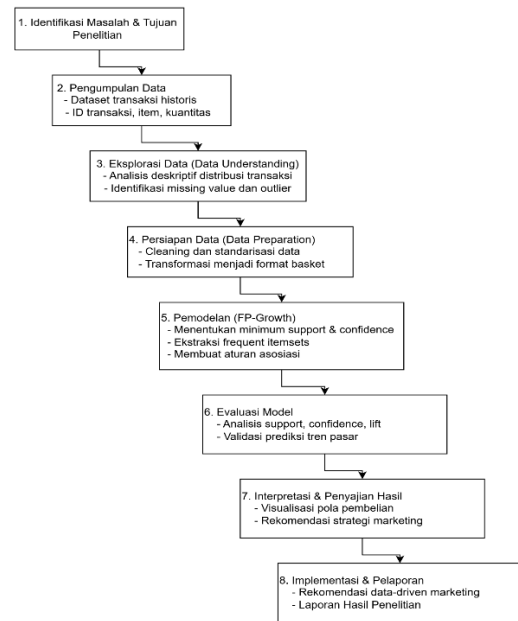 1. Identifikasi Masalah & Tujuan
Penelitian
2. Pengumpulan Data
- Dataset transaksi historis
- ID transaksi, item, kuantitas
3. Eksplorasi Data (Data Understanding)
- Analisis deskriptif distribusi transaksi
- Identifikasi missing value dan outlier
4. Persiapan Data (Data Preparation)
- Cleaning dan standarisasi data
- Transformasi menjadi format basket
5. Pemodelan (FP-Growth)
- Menentukan minimum support & confidence
- Ekstraksi frequent itemsets
- Membuat aturan asosiasi
6. Evaluasi Model
- Analisis support, confidence, lift
- Validasi prediksi tren pasar
7. Interpretasi & Penyajian Hasil
- Visualisasi pola pembelian
- Rekomendasi strategi marketing
8. Implementasi & Pelaporan
- Rekomendasi data-driven marketing
- Laporan Hasil Penelitian